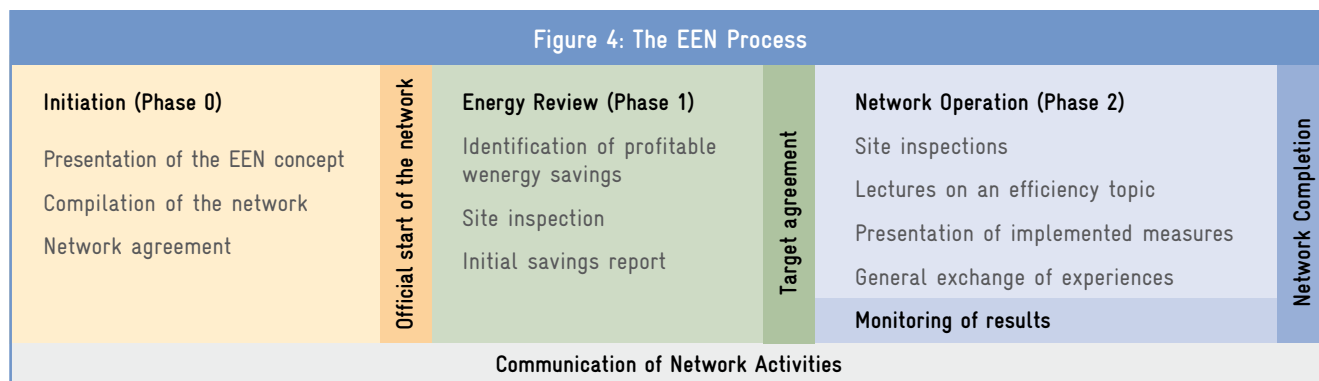 Figure 4: The EEN Process
Initiation (Phase 0)
Presentation of the EEN concept
Compilation of the network
Network agreement
Official start of the network
Energy Review (Phase 1)
Identification of profitable
wenergy savings
Site inspection
Initial savings report
Target agreement
Network Operation (Phase 2)
Site inspections
Lectures on an efficiency topic
Presentation of implemented measures
General exchange of experiences
Monitoring of results
Network Completion
Communication of Network Activities